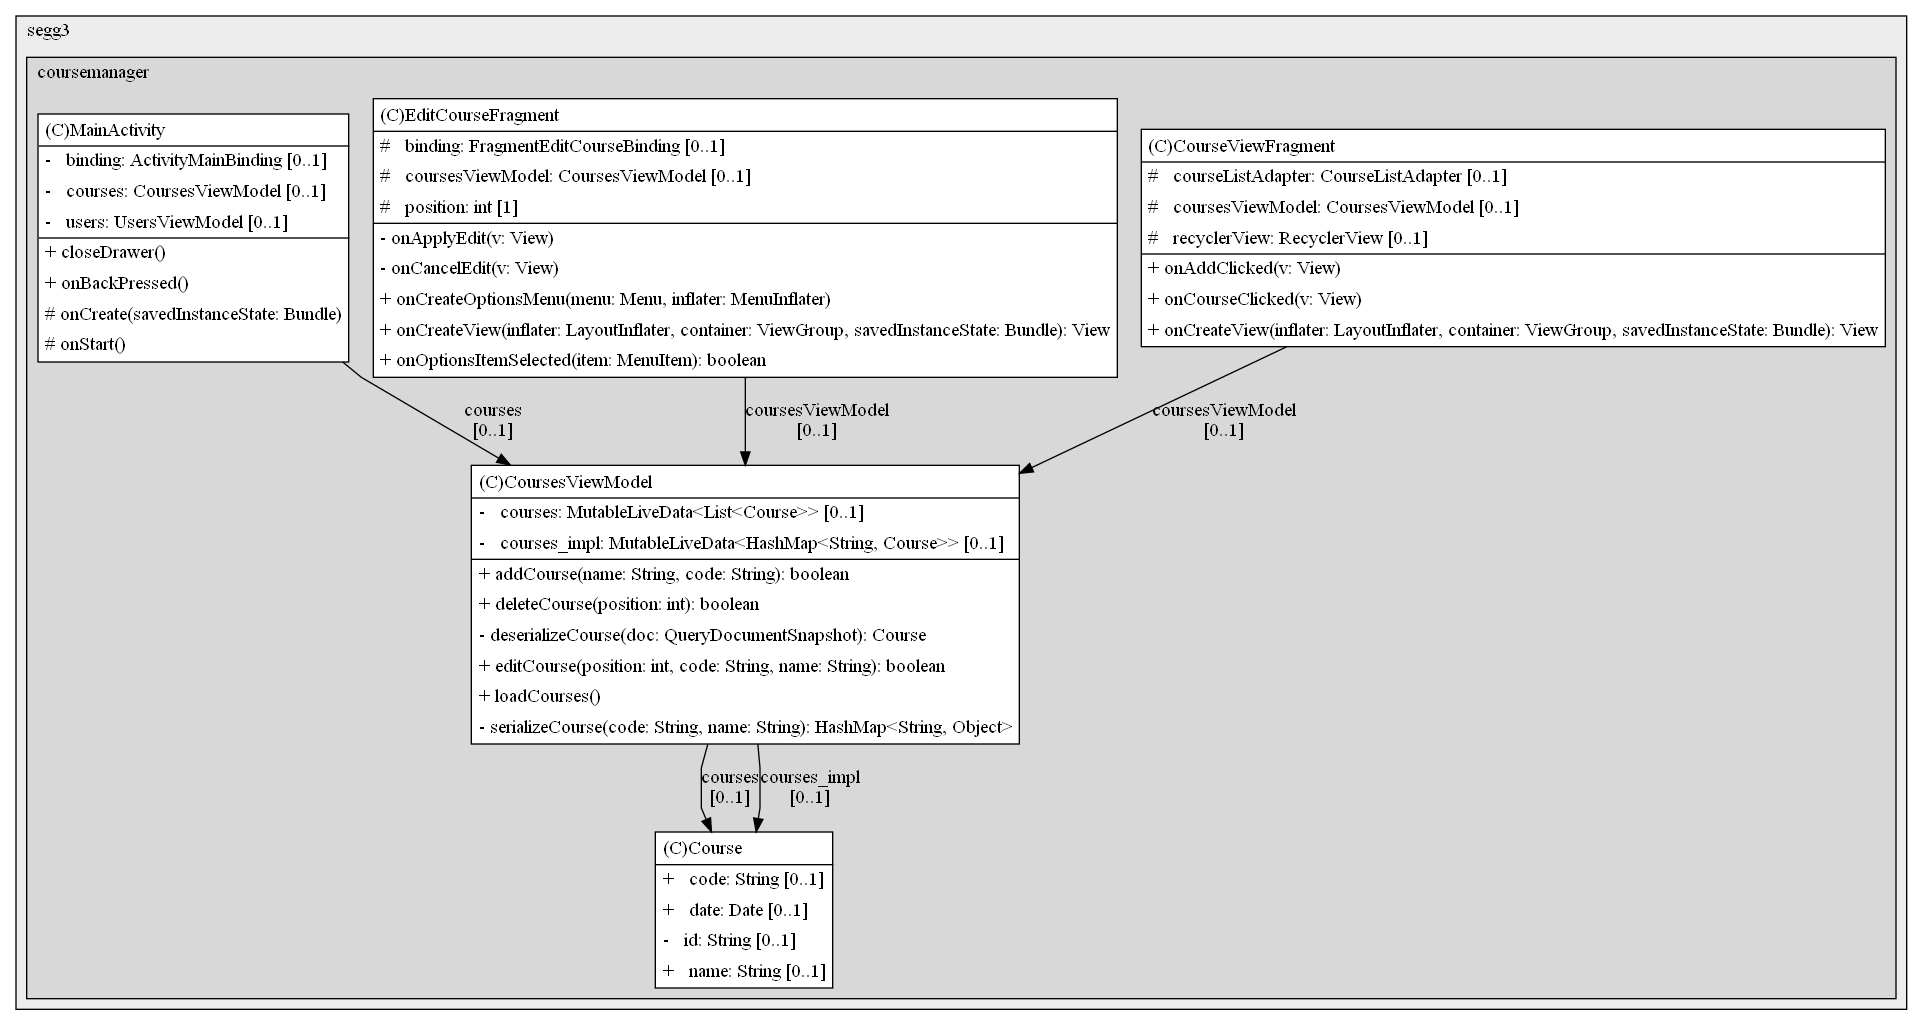 segg3
coursemanager
(C)MainActivity
- binding: ActivityMainBinding [0..1]
- courses: CoursesViewModel [0..1]
- users: UsersViewModel [0..1]
+ closeDrawer()
+ onBackPressed()
# onCreate(savedInstanceState: Bundle)
# onStart()
(C)EditCourseFragment
# binding: FragmentEditCourseBinding [0..1]
# coursesViewModel: CoursesViewModel [0..1]
# position: int [1]
- onApplyEdit(v: View)
- onCancelEdit(v: View)
+ onCreateOptionsMenu(menu: Menu, inflater: MenuInflater)
+ onCreateView(inflater: LayoutInflater, container: ViewGroup, savedInstanceState: Bundle): View
+ onOptionsItemSelected(item: MenuItem): boolean
(C)CourseViewFragment
# courseListAdapter: CourseListAdapter [0..1]
# coursesViewModel: CoursesViewModel [0..1]
# recyclerView: RecyclerView [0..1]
+ onAddClicked(v: View)
+ onCourseClicked(v: View)
+ onCreateView(inflater: LayoutInflater, container: ViewGroup, savedInstanceState: Bundle): View
courses
[0..1]
coursesViewModel
[0..1]
coursesViewModel
[0..1]
(C)CoursesViewModel
- courses: MutableLiveData<List<Course>> [0..1]
- courses_impl: MutableLiveData<HashMap<String, Course>> [0..1]
+ addCourse(name: String, code: String): boolean
+ deleteCourse(position: int): boolean
- deserializeCourse(doc: QueryDocumentSnapshot): Course
+ editCourse(position: int, code: String, name: String): boolean
+ loadCourses()
- serializeCourse(code: String, name: String): HashMap<String, Object>
courses
[0..1]
courses_impl
[0..1]
(C)Course
+ code: String [0..1]
+ date: Date [0..1]
- id: String [0..1]
+ name: String [0..1]